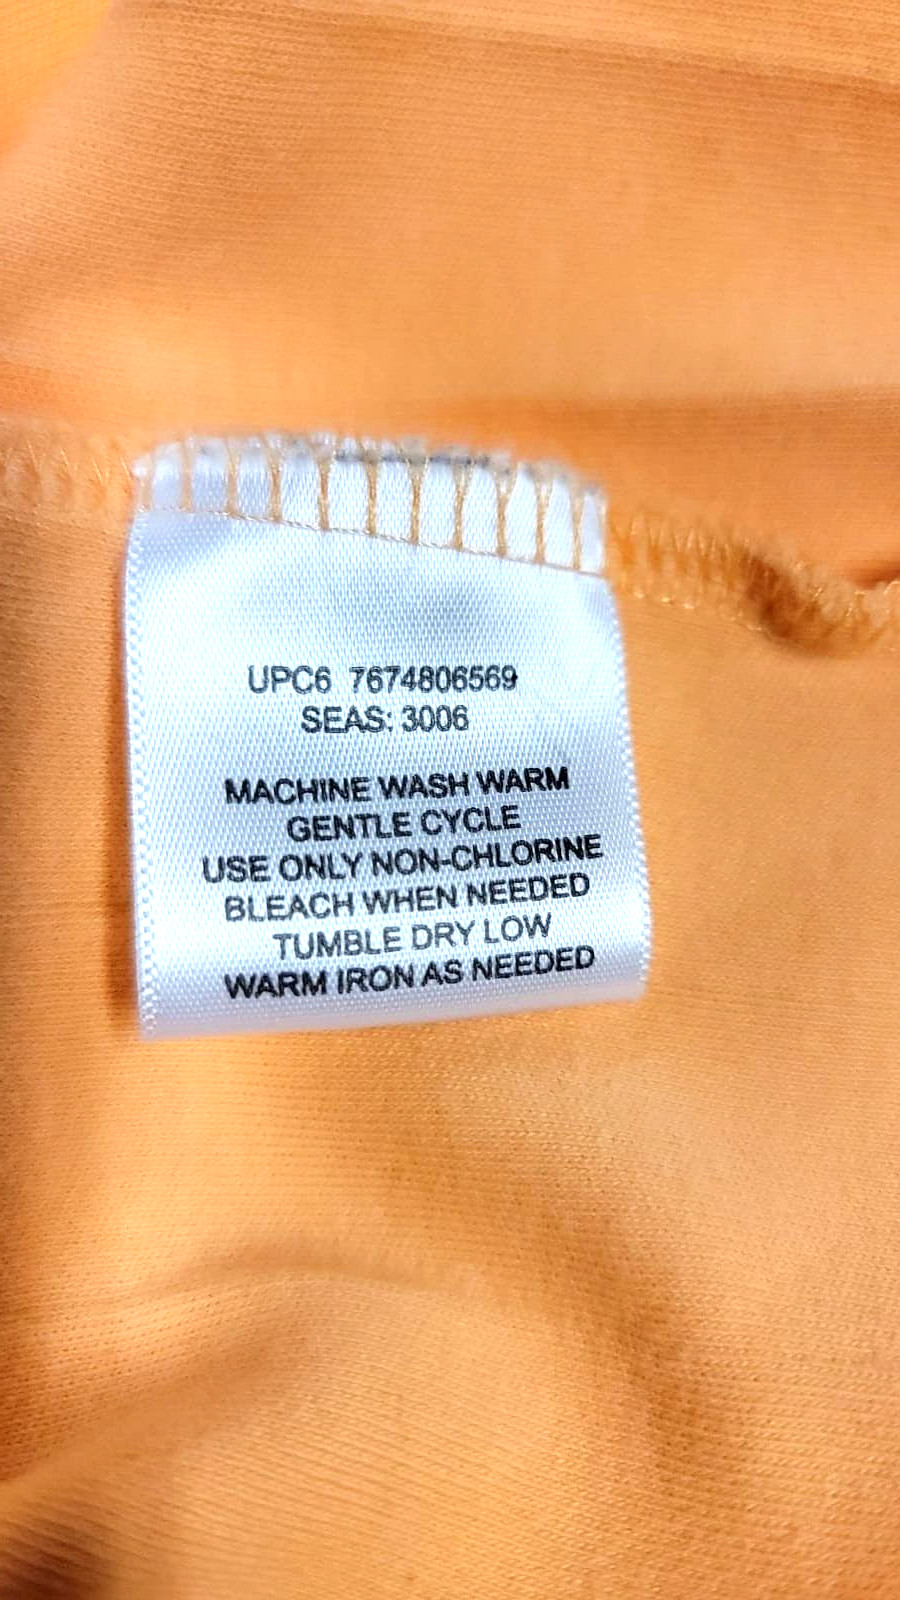 UPC6 7674806569
SEAS: 3006
MACHINE WASH WARM
GENTLE CYCLE
USE ONLY NON-CHLORINE
BLEACH WHEN NEEDED
TUMBLE DRY LOW
WARM IRON AS NEEDED